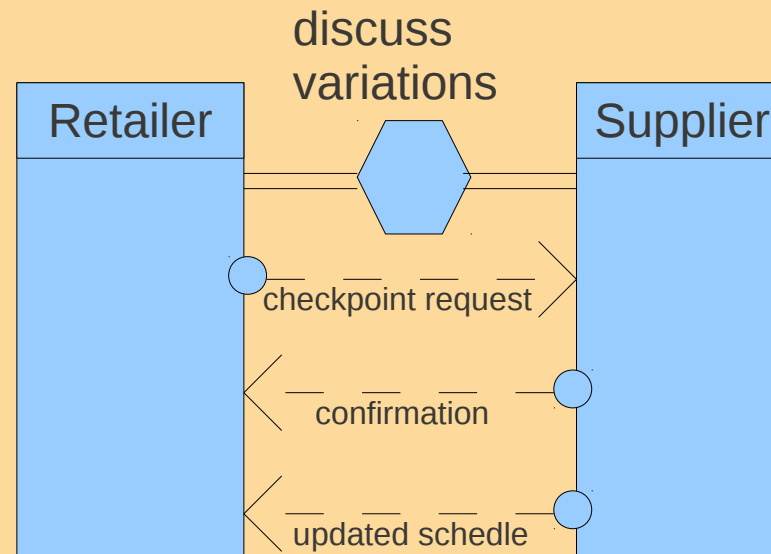 discuss
variations
Retailer
Supplier
checkpoint request
confirmation
updated schedle